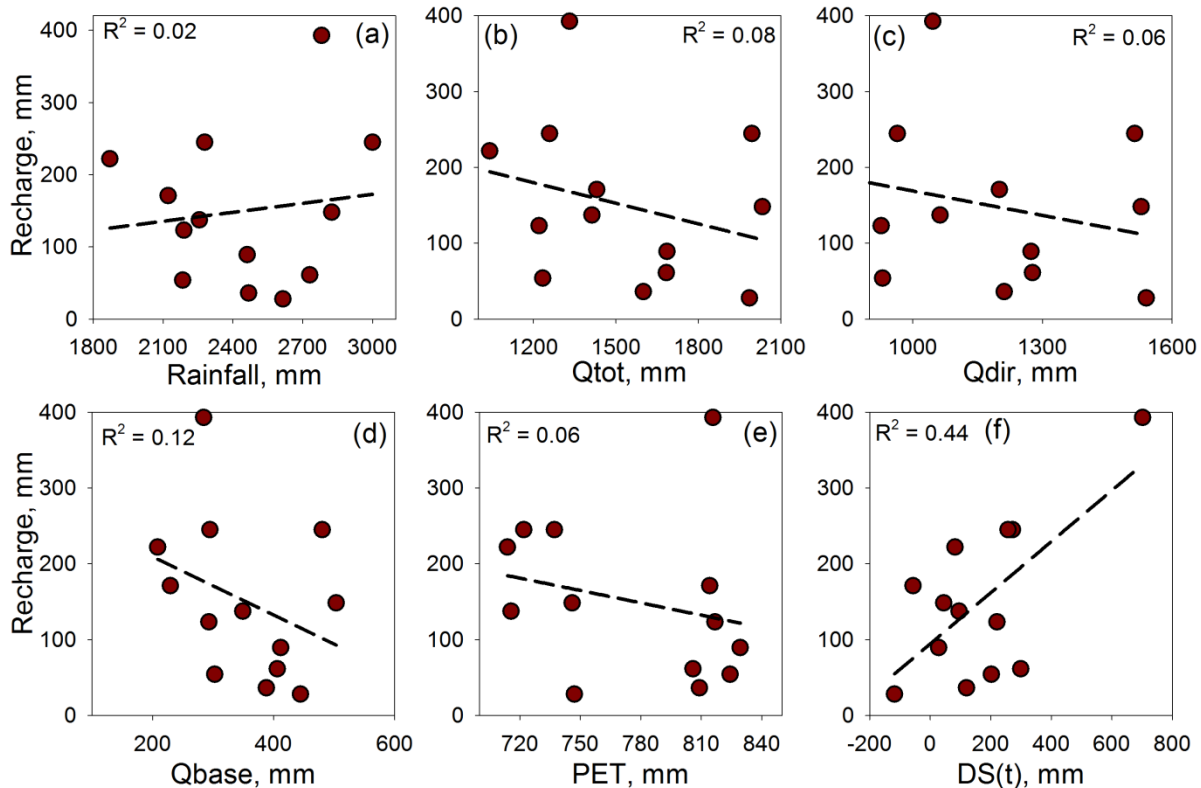 R² = 0.02
(a)
400
300
200
100
0
Recharge, mm
1800 2100 2400 2700 3000
Rainfall, mm
(b)
R² = 0.08
400
300
200
100
0
1200 1500 1800 2100
Qtot, mm
(c)
R² = 0.06
400
300
200
100
0
1000 1300 1600
Qdir, mm
R² = 0.12
(d)
400
300
200
100
0
Recharge, mm
200 400 600
Qbase, mm
R² = 0.06
(e)
400
300
200
100
0
720 750 780 810 840
PET, mm
R² = 0.44
(f)
400
300
200
100
0
-200 0 200 400 600 800
DS(t), mm